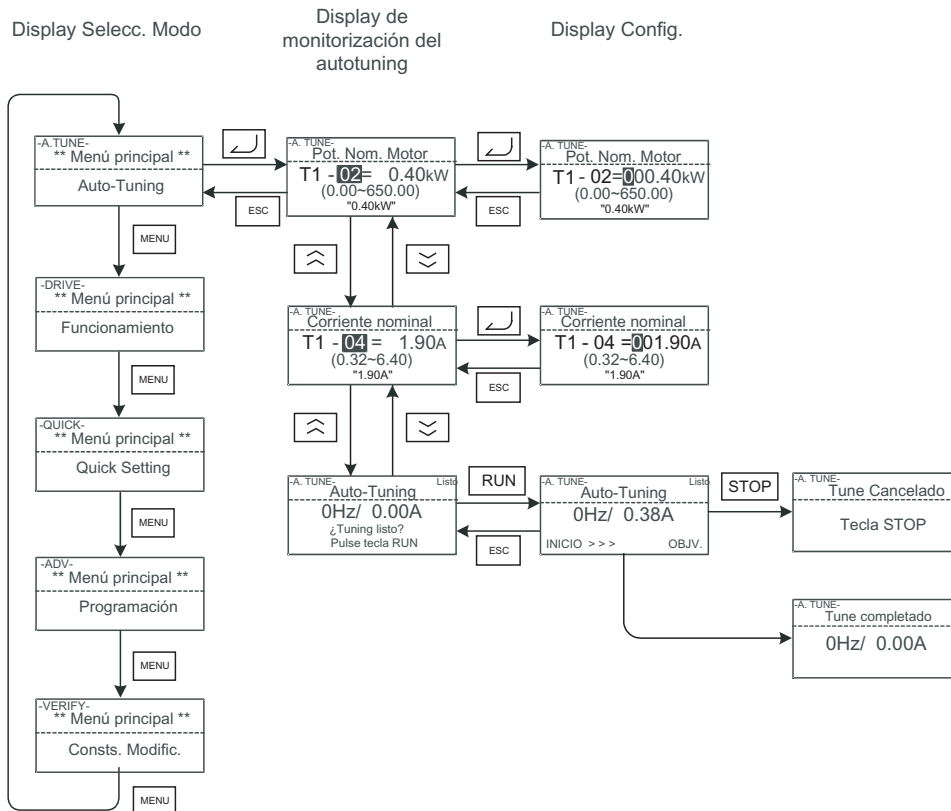 Display Selecc. Modo
Display de
monitorización del
autotuning
Display Config.
-A.TUNE-
** Menú principal **
Auto-Tuning
ESC
-A. TUNE-
Pot. Nom. Motor
T1 - 02= 0.40kW
(0.00~650.00)
"0.40kW"
ESC
-A. TUNE-
Pot. Nom. Motor
T1 - 02=000.40kW
(0.00~650.00)
"0.40kW"
MENU
-DRIVE-
** Menú principal **
Funcionamiento
-A. TUNE-
Corriente nominal
T1 - 04 = 1.90A
(0.32~6.40)
"1.90A"
ESC
-A. TUNE-
Corriente nominal
T1 - 04 =001.90A
(0.32~6.40)
"1.90A"
MENU
-QUICK-
** Menú principal **
Quick Setting
-A. TUNE-
Listo
Auto-Tuning
0Hz/ 0.00A
¿Tuning listo?
Pulse tecla RUN
RUN
ESC
-A. TUNE-
Listo
Auto-Tuning
0Hz/ 0.38A
INICIO >>> OBJV.
STOP
-A. TUNE-
Tune Cancelado
Tecla STOP
MENU
-ADV-
** Menú principal **
Programación
-A. TUNE-
Tune completado
0Hz/ 0.00A
MENU
-VERIFY-
** Menú principal **
Consts. Modific.
MENU